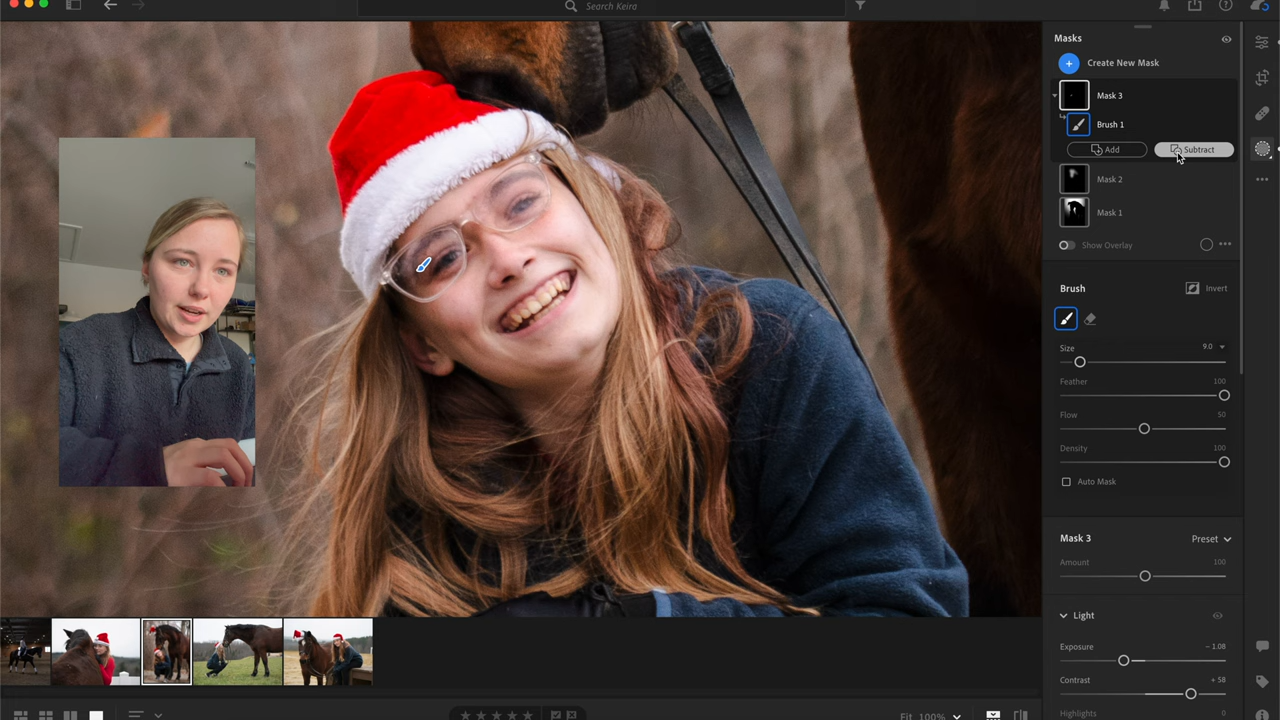 Search Keira
Masks
Create New Mask
Mask 3
Brush 1
Add
Subtract
Mask 2
Mask 1
Show Overlay
Brush
Invert
Size 9.0
Feather 100
Flow 50
Density 100
Auto Mask
Mask 3 Preset
Amount 100
Light
Exposure − 1.08
Contrast + 58
Highlights 0
Fit 100%